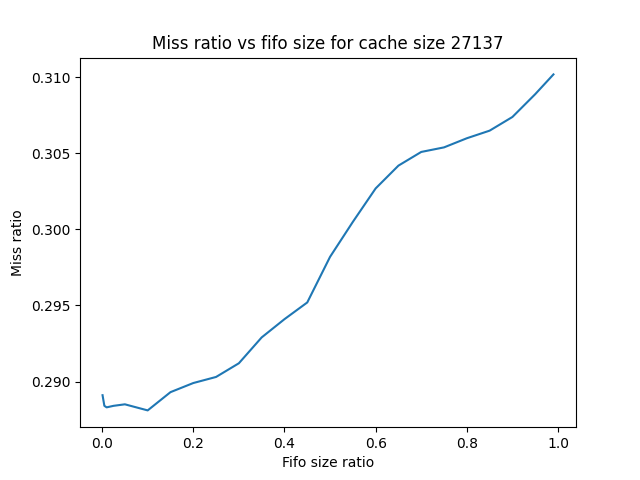 Miss ratio vs fifo size for cache size 27137
0.310
0.305
0.300
0.295
0.290
Miss ratio
0.0 0.2 0.4 0.6 0.8 1.0
Fifo size ratio